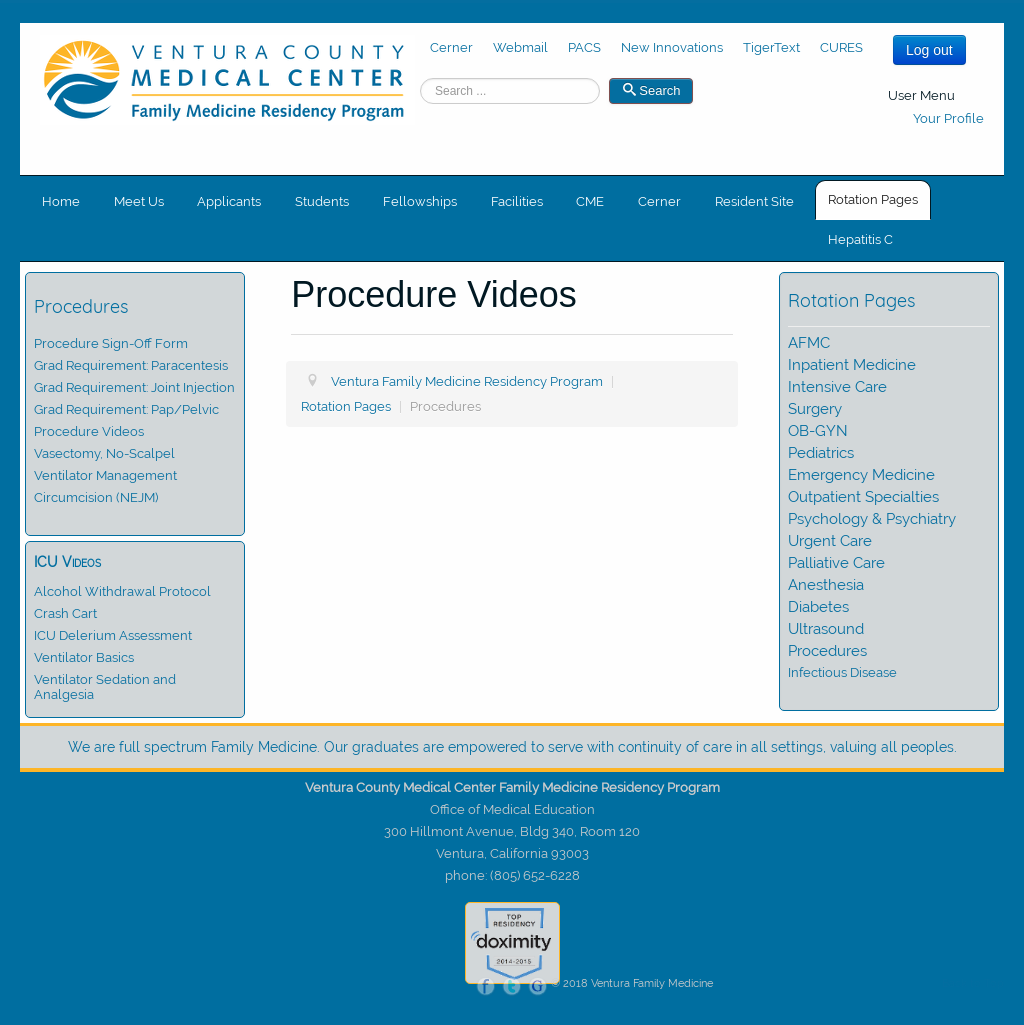 VENTURA COUNTY
MEDICAL CENTER
Family Medicine Residency Program
Cerner Webmail PACS New Innovations TigerText CURES
Log out
Search ...
Search
User Menu
Your Profile
Home Meet Us Applicants Students Fellowships Facilities CME Cerner Resident Site Rotation Pages
Hepatitis C
Procedures
Procedure Sign-Off Form
Grad Requirement: Paracentesis
Grad Requirement: Joint Injection
Grad Requirement: Pap/Pelvic
Procedure Videos
Vasectomy, No-Scalpel
Ventilator Management
Circumcision (NEJM)
ICU Videos
Alcohol Withdrawal Protocol
Crash Cart
ICU Delerium Assessment
Ventilator Basics
Ventilator Sedation and
Analgesia
Procedure Videos
Ventura Family Medicine Residency Program |
Rotation Pages | Procedures
Rotation Pages
AFMC
Inpatient Medicine
Intensive Care
Surgery
OB-GYN
Pediatrics
Emergency Medicine
Outpatient Specialties
Psychology & Psychiatry
Urgent Care
Palliative Care
Anesthesia
Diabetes
Ultrasound
Procedures
Infectious Disease
We are full spectrum Family Medicine. Our graduates are empowered to serve with continuity of care in all settings, valuing all peoples.
Ventura County Medical Center Family Medicine Residency Program
Office of Medical Education
300 Hillmont Avenue, Bldg 340, Room 120
Ventura, California 93003
phone: (805) 652-6228
TOP
RESIDENCY
doximity
2014-2015
f t G © 2018 Ventura Family Medicine